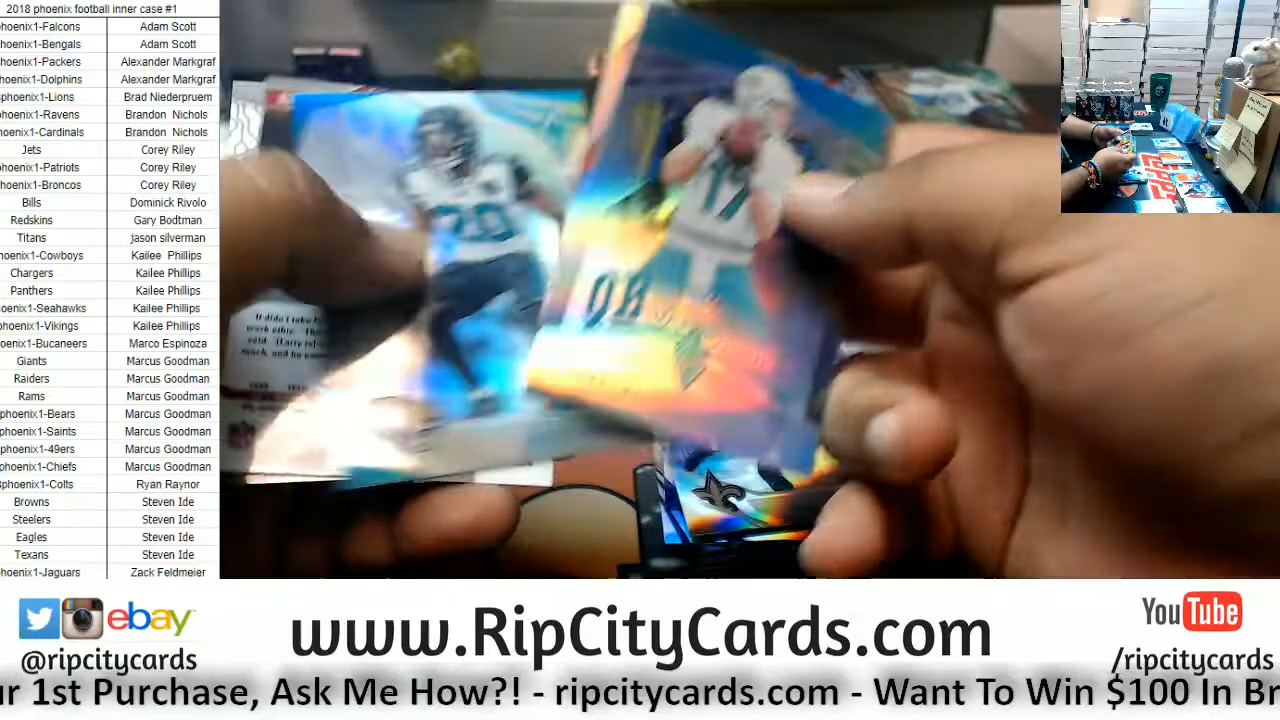 2018 phoenix football inner case #1
hoenix1-Falcons Adam Scott
hoenix1-Bengals Adam Scott
hoenix1-Packers Alexander Markgraf
hoenix1-Dolphins Alexander Markgraf
phoenix1-Lions Brad Niederpruem
hoenix1-Ravens Brandon Nichols
hoenix1-Cardinals Brandon Nichols
Jets Corey Riley
phoenix1-Patriots Corey Riley
hoenix1-Broncos Corey Riley
Bills Dominick Rivolo
Redskins Gary Bodtman
Titans jason silverman
hoenix1-Cowboys Kailee Phillips
Chargers Kailee Phillips
Panthers Kailee Phillips
oenix1-Seahawks Kailee Phillips
phoenix1-Vikings Kailee Phillips
oenix1-Bucaneers Marco Espinoza
Giants Marcus Goodman
Raiders Marcus Goodman
Rams Marcus Goodman
phoenix1-Bears Marcus Goodman
phoenix1-Saints Marcus Goodman
phoenix1-49ers Marcus Goodman
phoenix1-Chiefs Marcus Goodman
phoenix1-Colts Ryan Raynor
Browns Steven Ide
Steelers Steven Ide
Eagles Steven Ide
Texans Steven Ide
hoenix1-Jaguars Zack Feldmeier
20
17
ebay
@ripcitycards
www.RipCityCards.com
YouTube
/ripcitycards
ur 1st Purchase, Ask Me How?! - ripcitycards.com - Want To Win $100 In Br